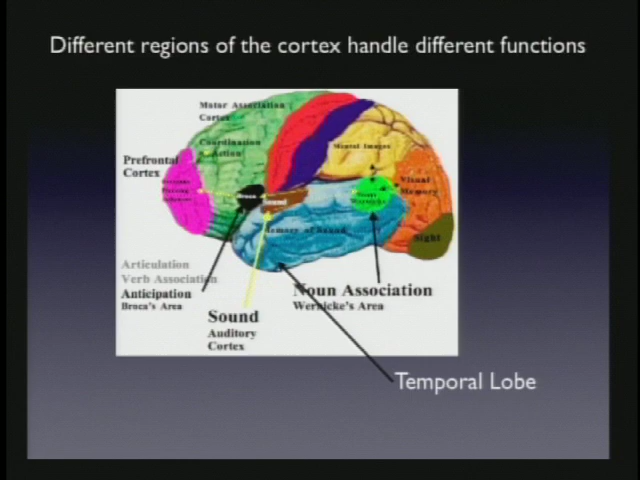 Different regions of the cortex handle different functions
Motor Association
Cortex
Coordination
Action
Prefrontal
Cortex
Mental Images
Visual
Memory
Broca
Sound
Memory of Sound
Sight
Articulation
Verb Association
Anticipation
Broca's Area
Noun Association
Wernicke's Area
Sound
Auditory
Cortex
Temporal Lobe